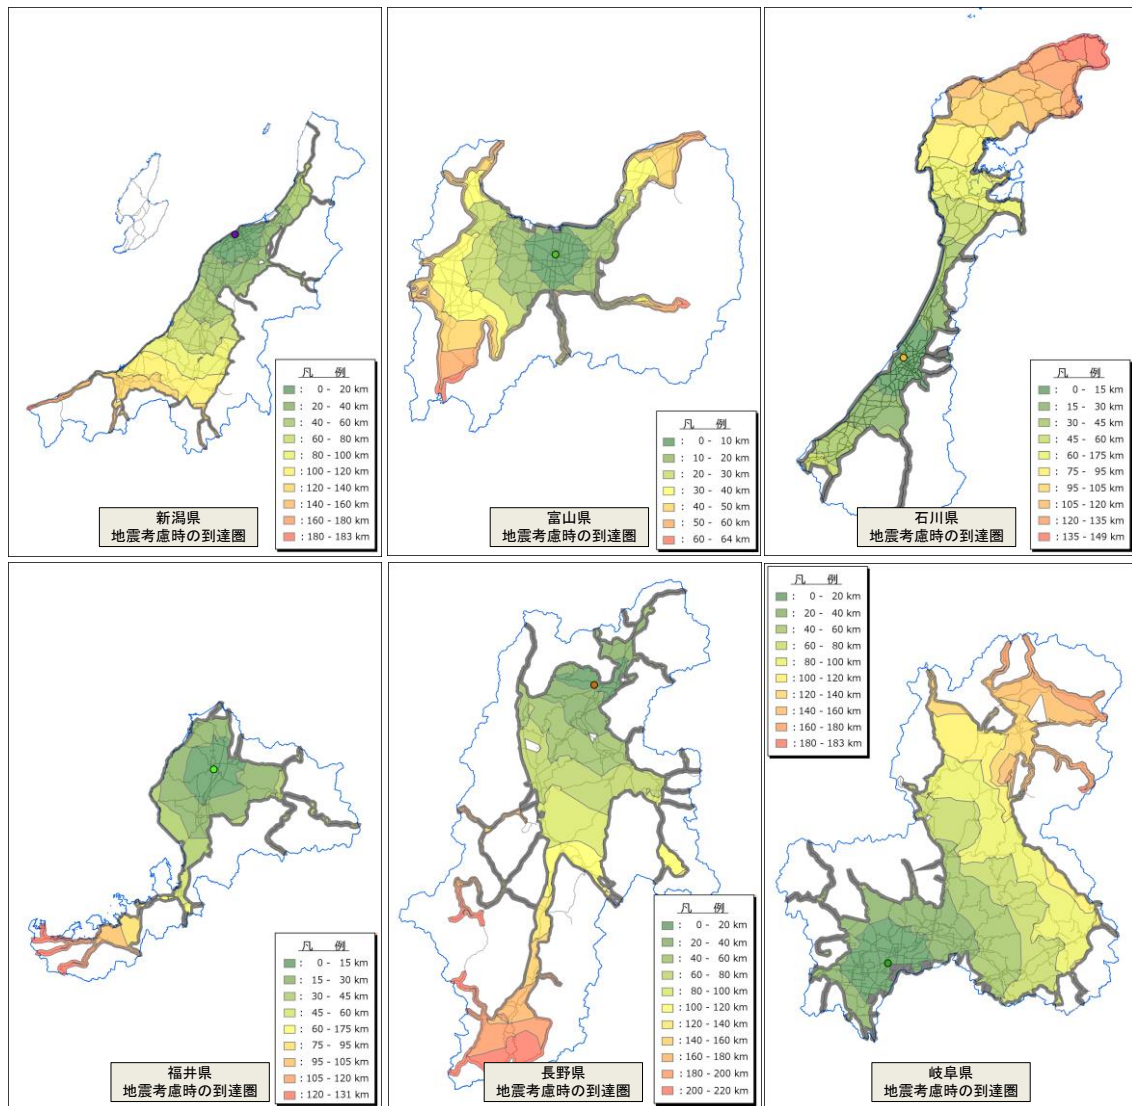 凡 例
: 0 - 20 km
: 20 - 40 km
: 40 - 60 km
: 60 - 80 km
: 80 - 100 km
: 100 - 120 km
: 120 - 140 km
: 140 - 160 km
: 160 - 180 km
: 180 - 183 km
新潟県
地震考慮時の到達圏
凡 例
: 0 - 10 km
: 10 - 20 km
: 20 - 30 km
: 30 - 40 km
: 40 - 50 km
: 50 - 60 km
: 60 - 64 km
富山県
地震考慮時の到達圏
凡 例
: 0 - 15 km
: 15 - 30 km
: 30 - 45 km
: 45 - 60 km
: 60 - 175 km
: 75 - 95 km
: 95 - 105 km
: 105 - 120 km
: 120 - 135 km
: 135 - 149 km
石川県
地震考慮時の到達圏
凡 例
: 0 - 15 km
: 15 - 30 km
: 30 - 45 km
: 45 - 60 km
: 60 - 175 km
: 75 - 95 km
: 95 - 105 km
: 105 - 120 km
: 120 - 131 km
福井県
地震考慮時の到達圏
凡 例
: 0 - 20 km
: 20 - 40 km
: 40 - 60 km
: 60 - 80 km
: 80 - 100 km
: 100 - 120 km
: 120 - 140 km
: 140 - 160 km
: 160 - 180 km
: 180 - 200 km
: 200 - 220 km
長野県
地震考慮時の到達圏
凡 例
: 0 - 20 km
: 20 - 40 km
: 40 - 60 km
: 60 - 80 km
: 80 - 100 km
: 100 - 120 km
: 120 - 140 km
: 140 - 160 km
: 160 - 180 km
: 180 - 183 km
岐阜県
地震考慮時の到達圏